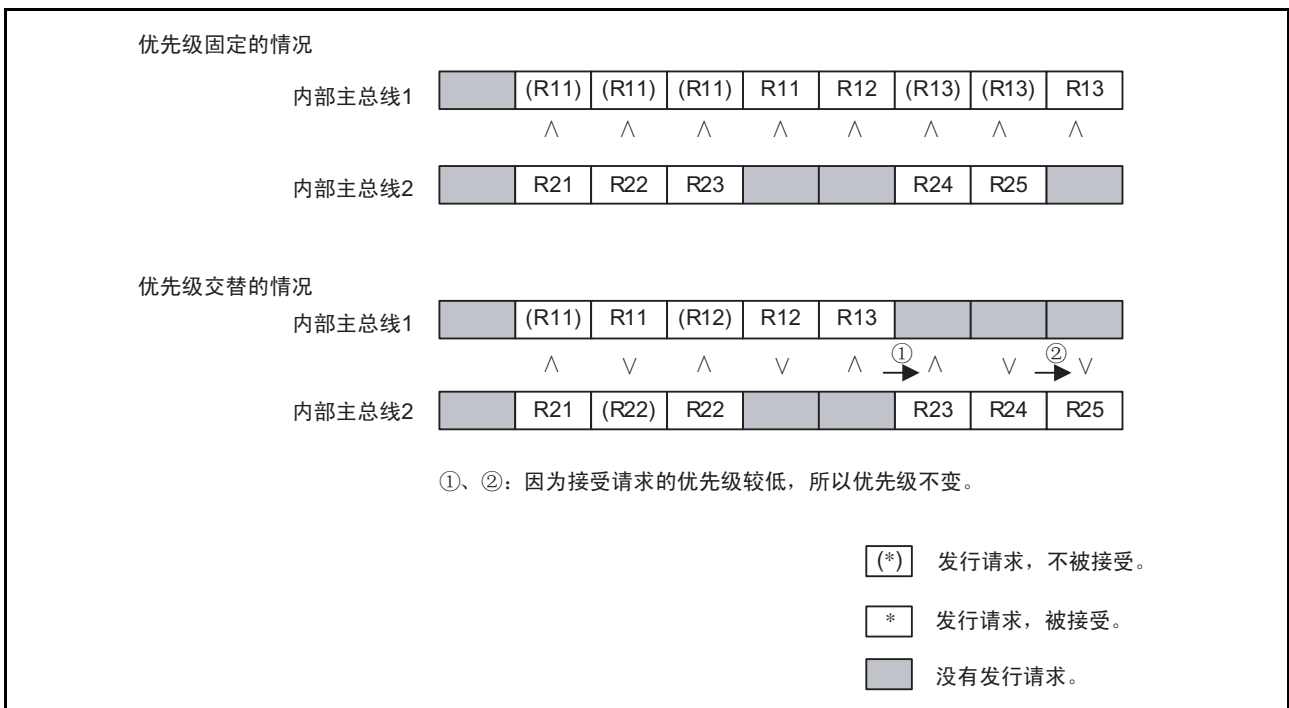 优先级固定的情况
内部主总线1 (R11) (R11) (R11) R11 R12 (R13) (R13) R13
∧ ∧ ∧ ∧ ∧ ∧ ∧ ∧
内部主总线2 R21 R22 R23 R24 R25
优先级交替的情况
内部主总线1 (R11) R11 (R12) R12 R13
∧ ∨ ∧ ∨ ∧ ① ∧ ∨ ② ∨
内部主总线2 R21 (R22) R22 R23 R24 R25
①、②：因为接受请求的优先级较低，所以优先级不变。
(*) 发行请求，不被接受。
* 发行请求，被接受。
没有发行请求。